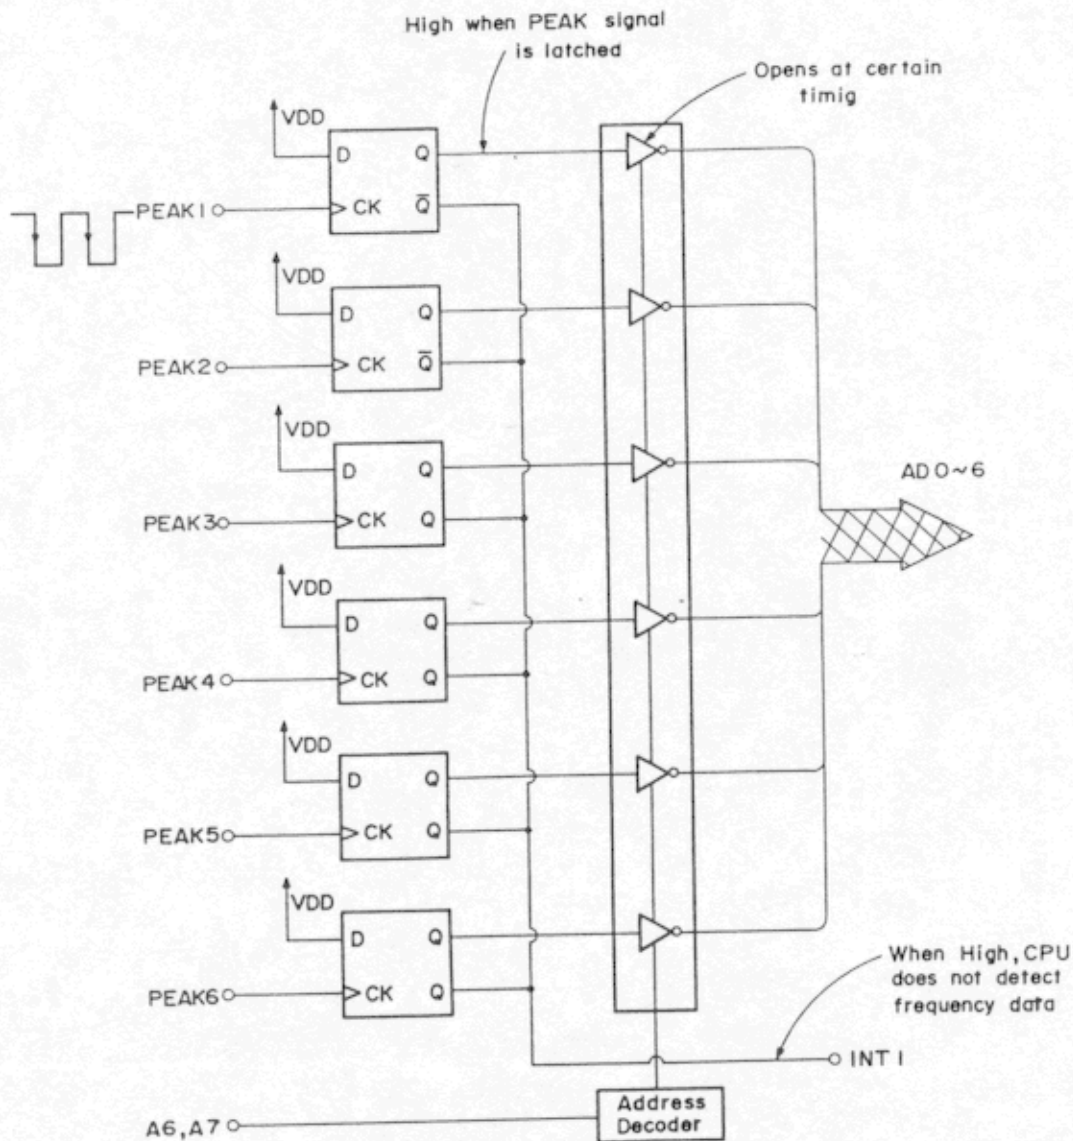 High when PEAK signal
is latched
Opens at certain
timig
VDD
D Q
PEAK1 CK Q̅
VDD
D Q
PEAK2 CK Q̅
VDD
D Q
PEAK3 CK Q
AD0~6
VDD
D Q
PEAK4 CK Q
VDD
D Q
PEAK5 CK Q
VDD
D Q
PEAK6 CK Q
When High, CPU
does not detect
frequency data
INT1
Address
Decoder
A6, A7